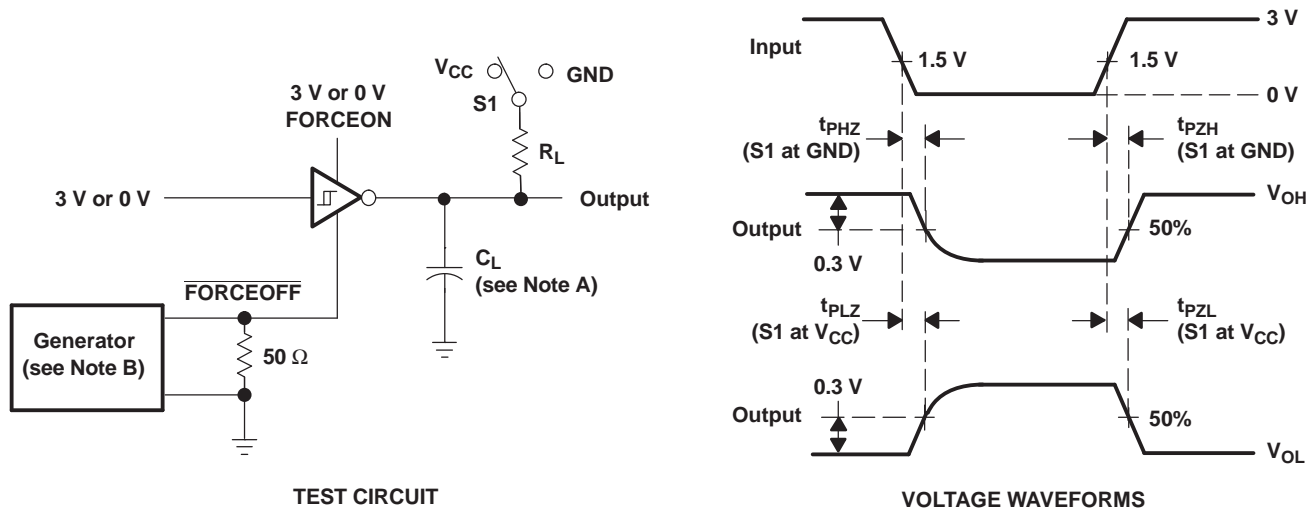 V_CC
GND
S1
3 V or 0 V
FORCEON
R_L
3 V or 0 V
Output
C_L
(see Note A)
FORCEOFF
Generator
(see Note B)
50 Ω
TEST CIRCUIT
3 V
Input
1.5 V
1.5 V
0 V
t_PHZ
(S1 at GND)
t_PZH
(S1 at GND)
V_OH
Output
50%
0.3 V
t_PLZ
(S1 at V_CC)
t_PZL
(S1 at V_CC)
0.3 V
Output
50%
V_OL
VOLTAGE WAVEFORMS